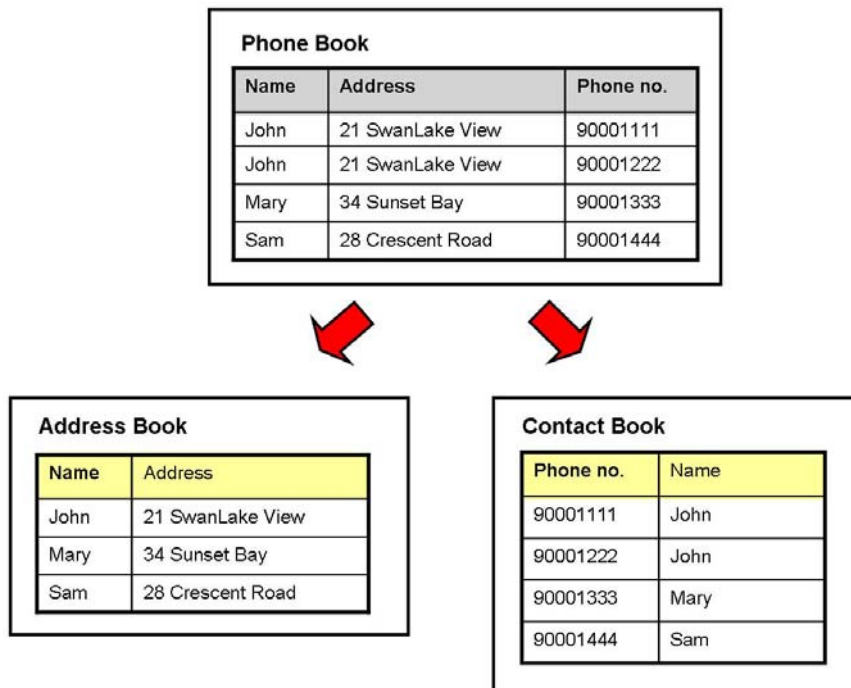 Phone Book
Name Address Phone no.
John 21 SwanLake View 90001111
John 21 SwanLake View 90001222
Mary 34 Sunset Bay 90001333
Sam 28 Crescent Road 90001444
Address Book
Name Address
John 21 SwanLake View
Mary 34 Sunset Bay
Sam 28 Crescent Road
Contact Book
Phone no. Name
90001111 John
90001222 John
90001333 Mary
90001444 Sam